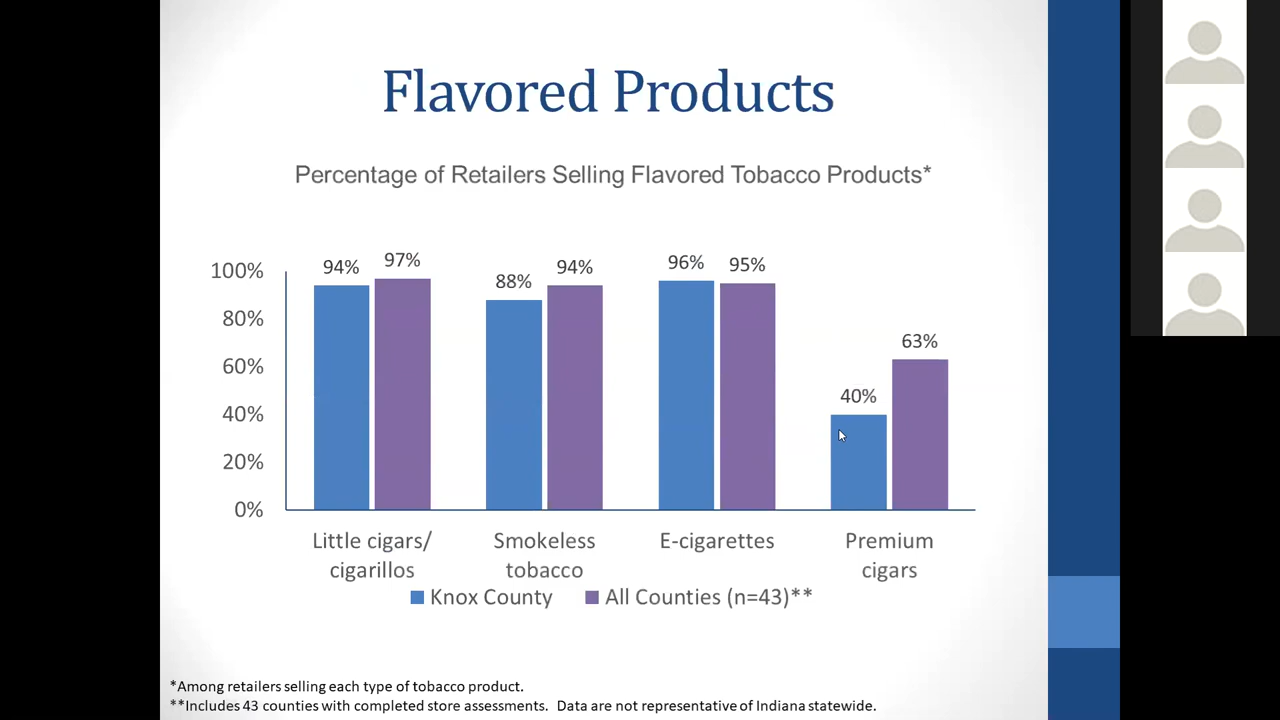 Flavored Products
Percentage of Retailers Selling Flavored Tobacco Products*
100%
80%
60%
40%
20%
0%
94%
97%
88%
94%
96%
95%
40%
63%
Little cigars/
cigarillos
Smokeless
tobacco
E-cigarettes
Premium
cigars
Knox County
All Counties (n=43)**
*Among retailers selling each type of tobacco product.
**Includes 43 counties with completed store assessments. Data are not representative of Indiana statewide.